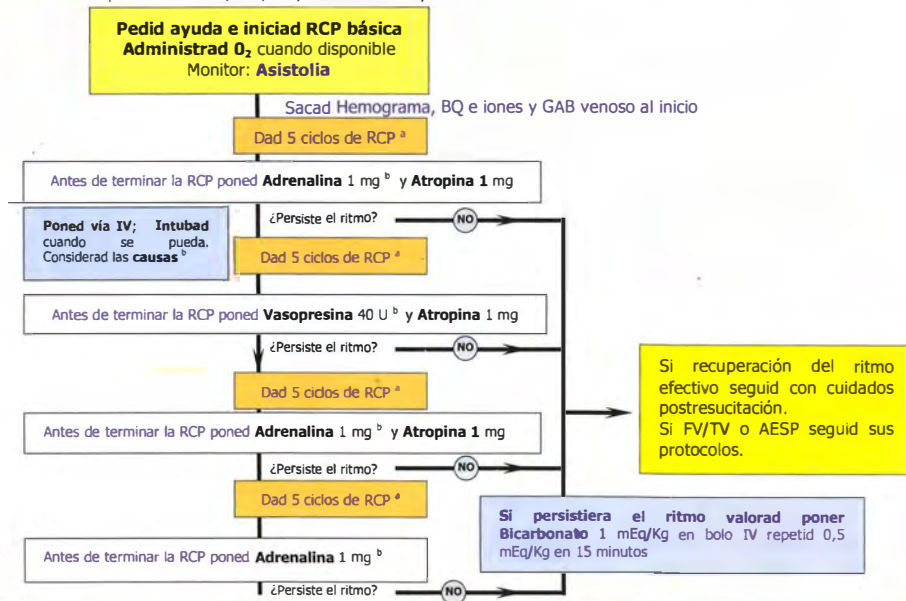 Pedid ayuda e iniciad RCP básica
Administrad 0₂ cuando disponible
Monitor: Asistolia
Sacad Hemograma, BQ e iones y GAB venoso al inicio
Dad 5 ciclos de RCP ª
Antes de terminar la RCP poned Adrenalina 1 mg ᵇ y Atropina 1 mg
¿Persiste el ritmo?
NO
Poned vía IV; Intubad
cuando se pueda.
Considerad las causas ᵇ
Dad 5 ciclos de RCP ª
Antes de terminar la RCP poned Vasopresina 40 U ᵇ y Atropina 1 mg
¿Persiste el ritmo?
NO
Dad 5 ciclos de RCP ª
Antes de terminar la RCP poned Adrenalina 1 mg ᵇ y Atropina 1 mg
¿Persiste el ritmo?
NO
Dad 5 ciclos de RCP ª
Antes de terminar la RCP poned Adrenalina 1 mg ᵇ
¿Persiste el ritmo?
NO
Si recuperación del ritmo
efectivo seguid con cuidados
postresucitación.
Si FV/TV o AESP seguid sus
protocolos.
Si persistiera el ritmo valorad poner
Bicarbonato 1 mEq/Kg en bolo IV repetid 0,5
mEq/Kg en 15 minutos